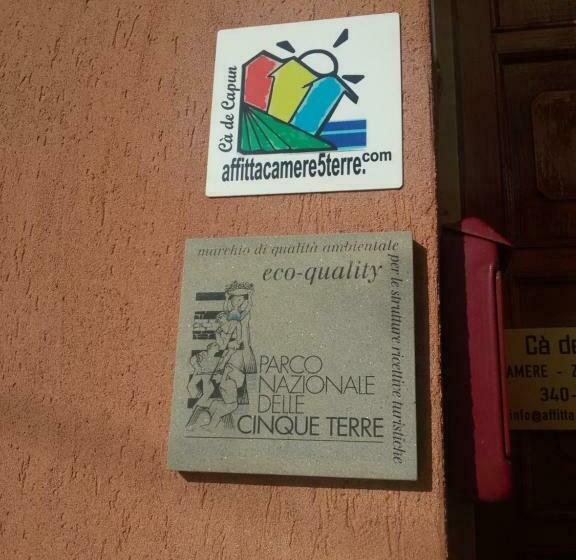 Cà de Capun
affittacamere5terre.com
marchio di qualità ambientale
per le strutture ricettive turistiche
eco-quality
PARCO
NAZIONALE
DELLE
CINQUE TERRE
Cà de
AMERE - Z
340-
info@affitta